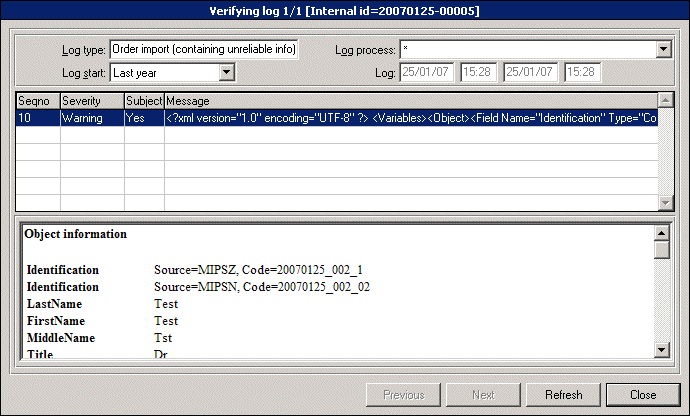 Verifying log 1/1 [Internal id=20070125-00005]
Log type: Order import (containing unreliable info) Log process: *
Log start: Last year Log: 25/01/07 15:28 25/01/07 15:28
Seqno Severity Subject Message
10 Warning Yes <?xml version="1.0" encoding="UTF-8" ?> <Variables><Object><Field Name="Identification" Type="Co
Object information
Identification Source=MIPSZ, Code=20070125_002_1
Identification Source=MIPSN, Code=20070125_002_02
LastName Test
FirstName Test
MiddleName Tst
Title Dr
Previous Next Refresh Close